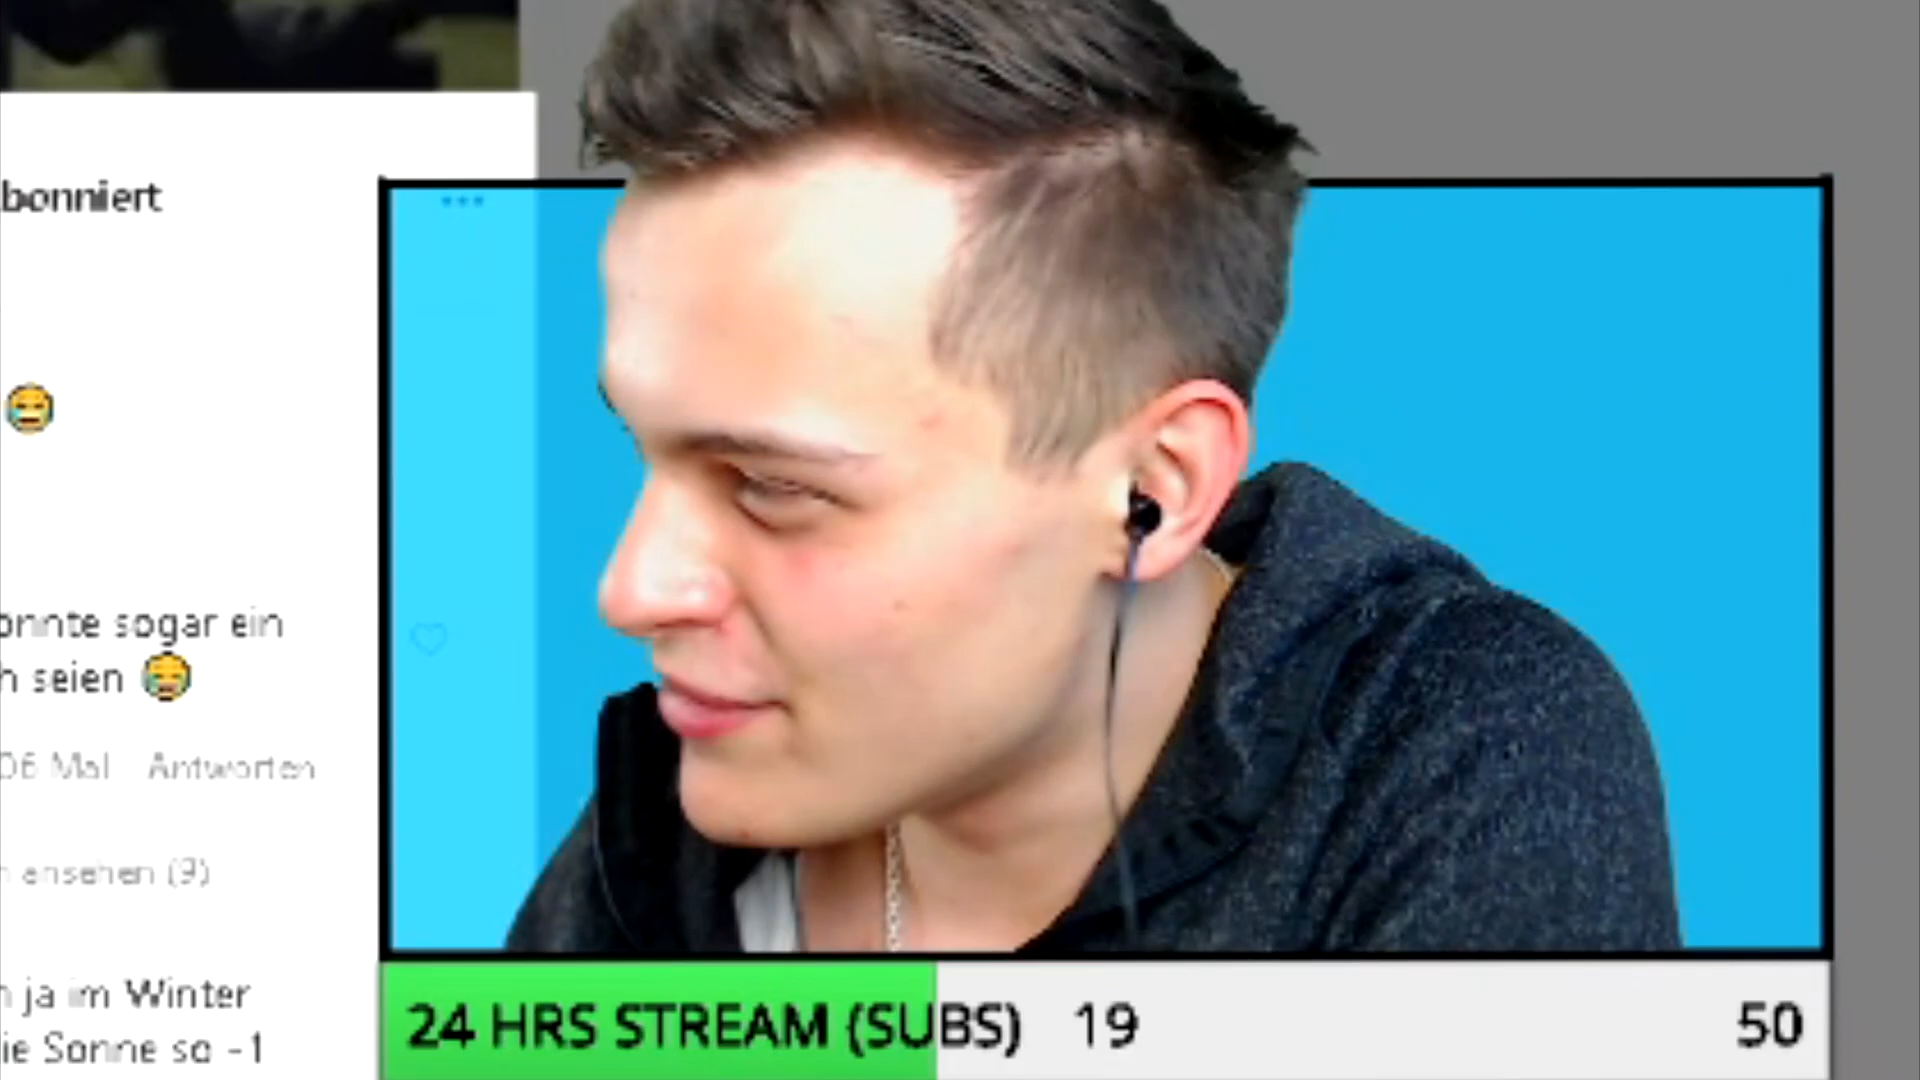 bonniert
onnte sogar ein
h seien
06 Mal Antworten
n ansehen (9)
n ja im Winter
ie Sonne so -1
24 HRS STREAM (SUBS) 19 50